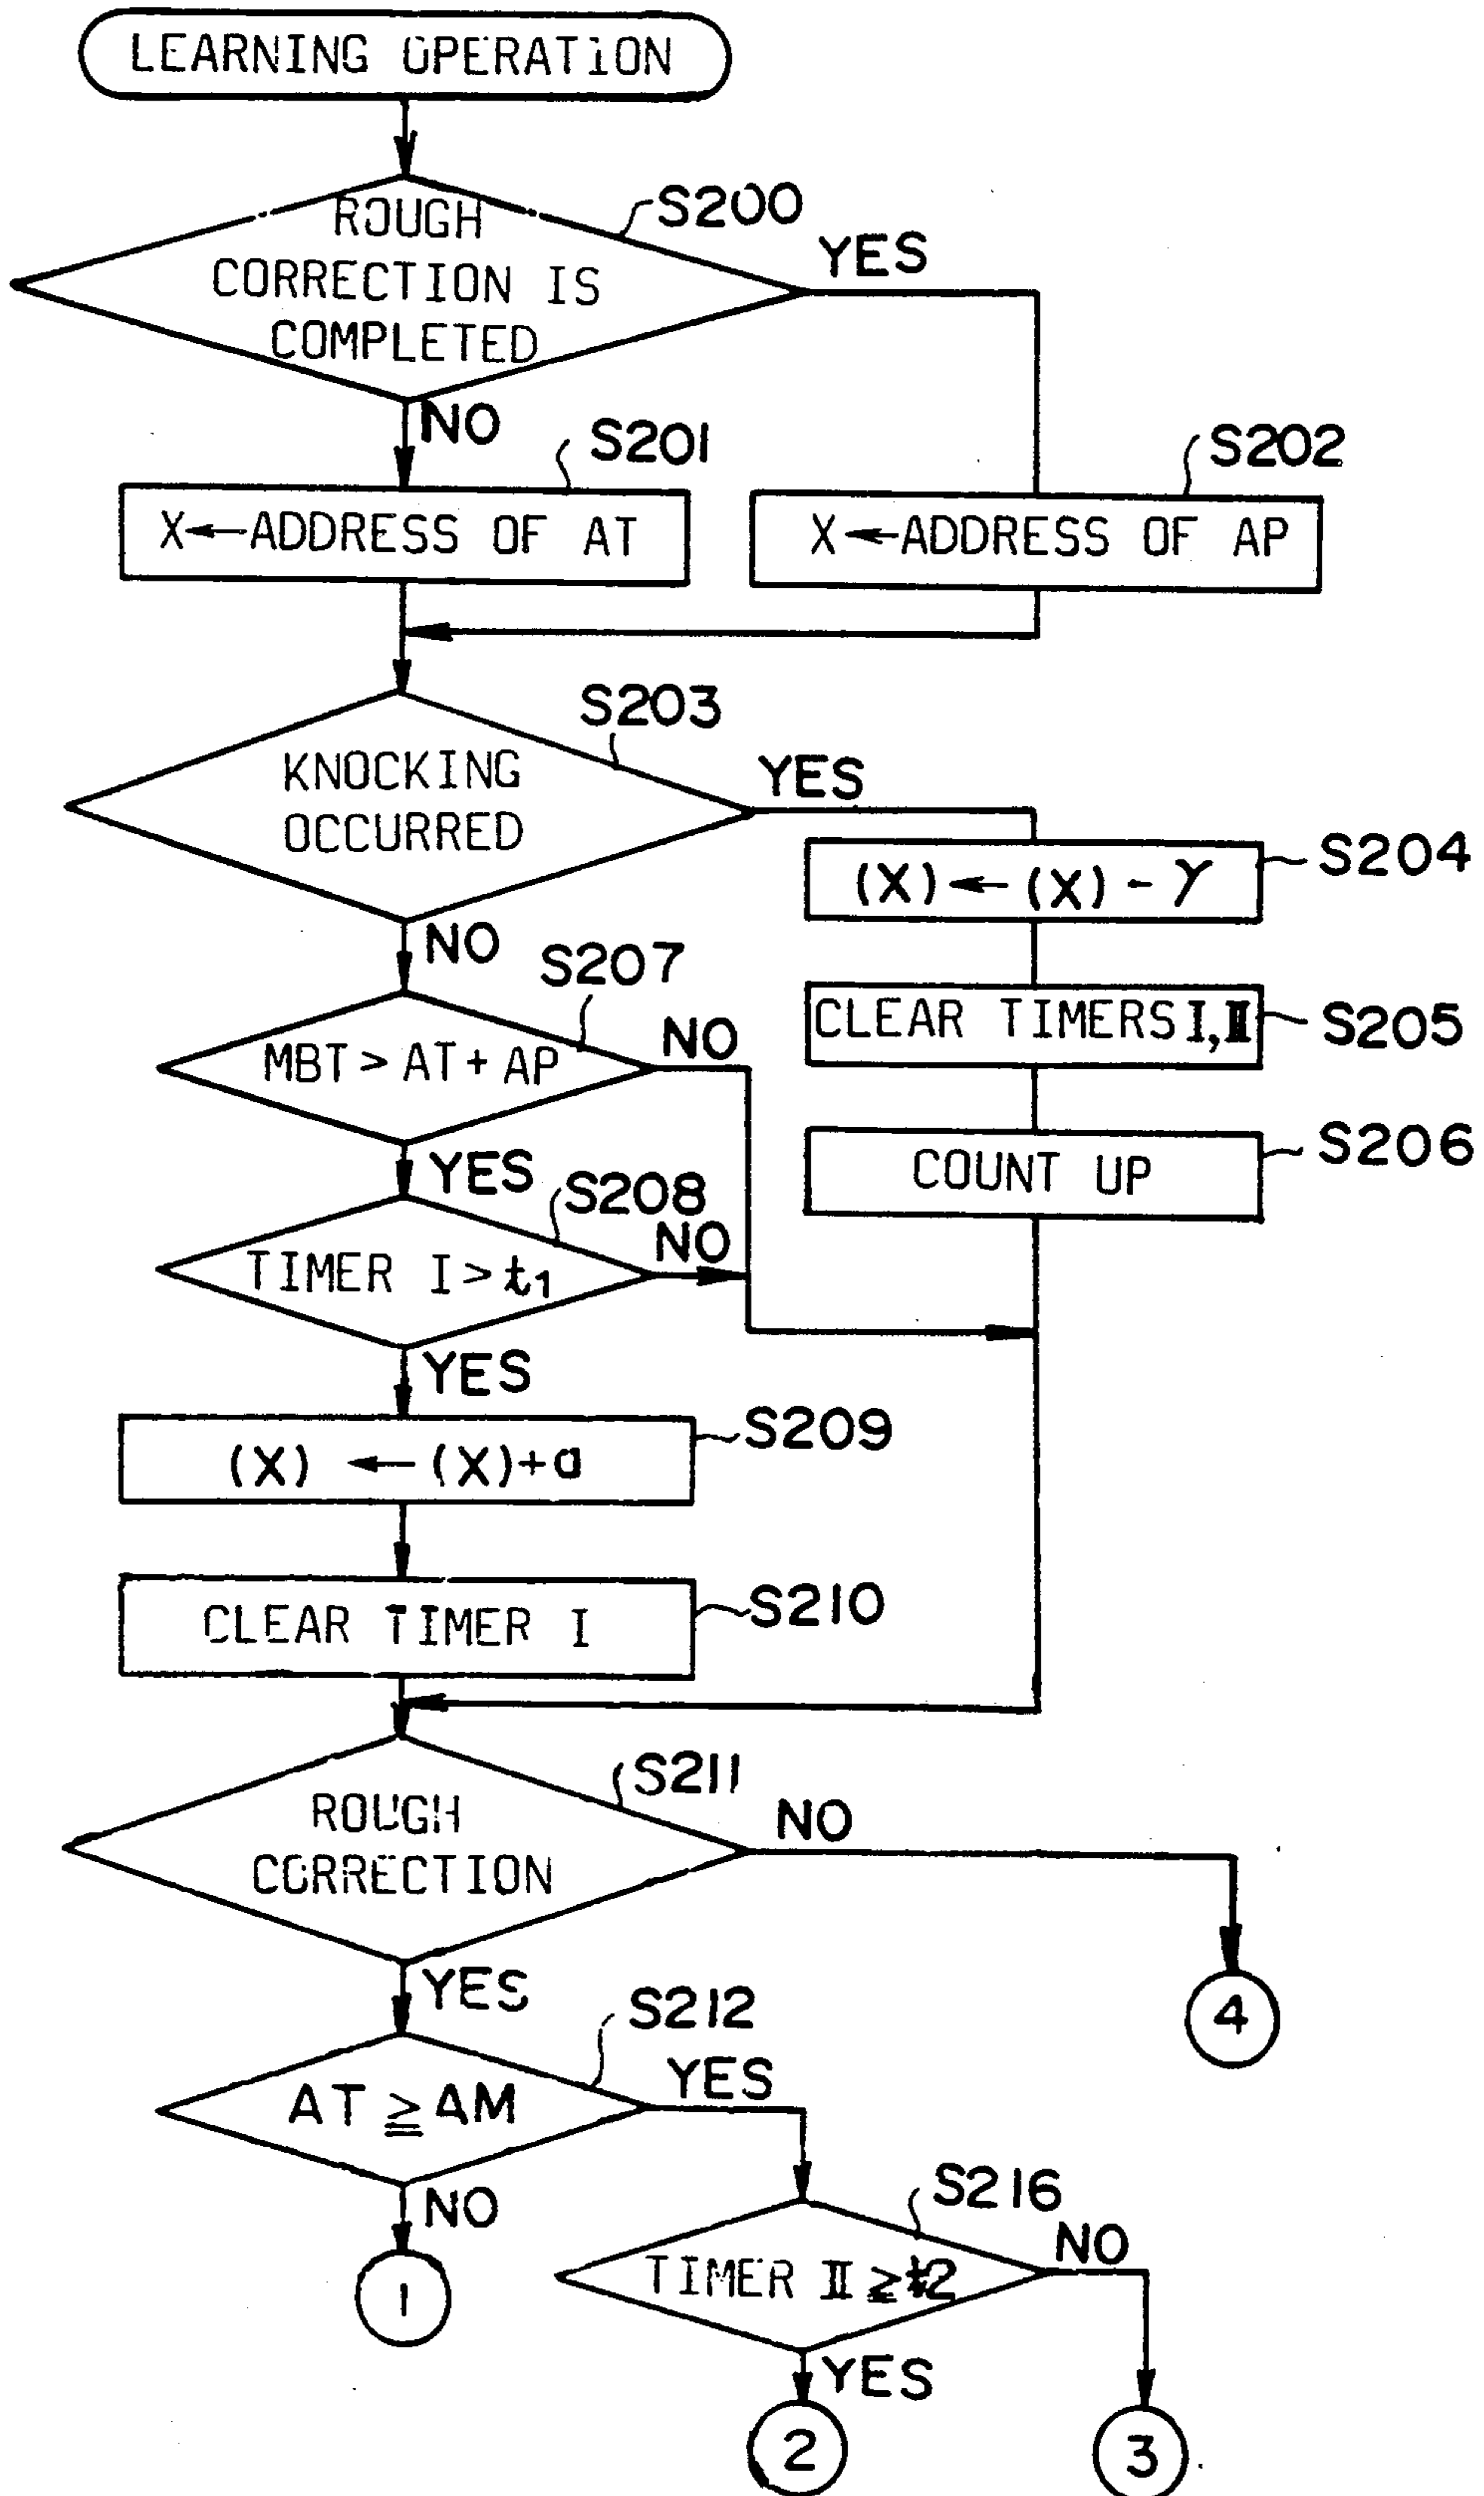 LEARNING OPERATION
S200
ROUGH
CORRECTION IS
COMPLETED
YES
NO
S201
S202
X←ADDRESS OF AT
X←ADDRESS OF AP
S203
KNOCKING
OCCURRED
YES
S204
(X)←(X)-γ
NO
S207
CLEAR TIMERS I, II
S205
MBT > AT + AP
NO
YES
S206
COUNT UP
S208
TIMER I > t1
NO
YES
S209
(X) ←(X)+a
S210
CLEAR TIMER I
S211
ROUGH
CORRECTION
NO
4
YES
S212
AT ≧ AM
YES
NO
S216
1
TIMER II ≥ t2
NO
YES
2
3